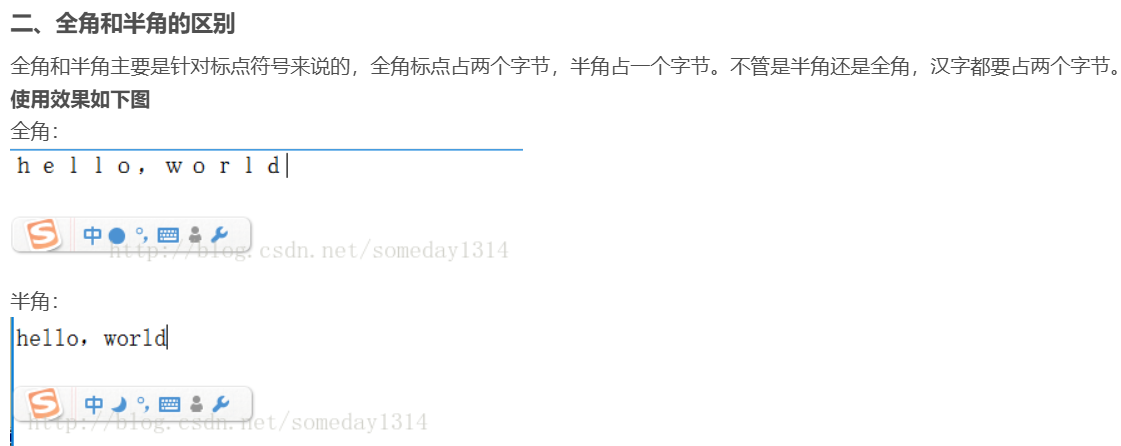 二、全角和半角的区别
全角和半角主要是针对标点符号来说的，全角标点占两个字节，半角占一个字节。不管是半角还是全角，汉字都要占两个字节。
使用效果如下图
全角：
ｈｅｌｌｏ，ｗｏｒｌｄ
S 中 °，
http://blog.csdn.net/someday1314
半角：
hello，world
S 中 °，
http://blog.csdn.net/someday1314